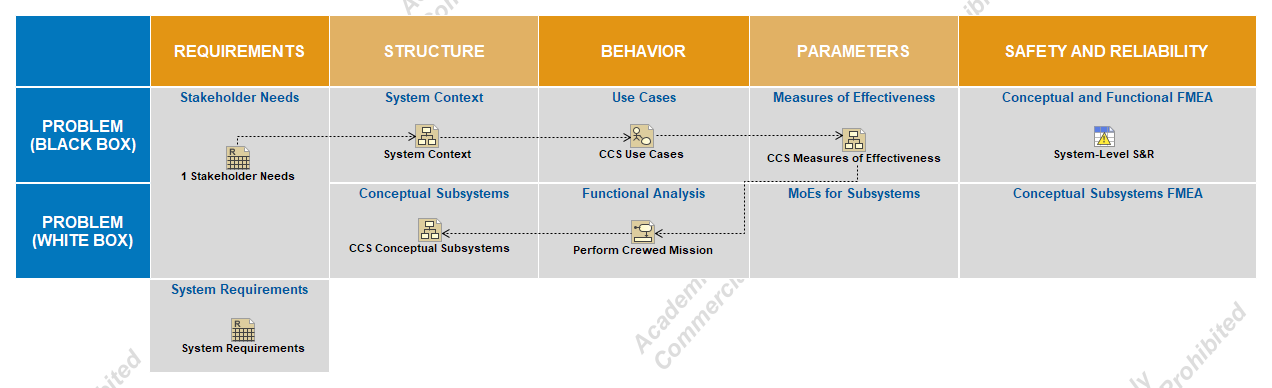 REQUIREMENTS STRUCTURE BEHAVIOR PARAMETERS SAFETY AND RELIABILITY
PROBLEM
(BLACK BOX)
Stakeholder Needs
R
1 Stakeholder Needs
System Context
System Context
Use Cases
CCS Use Cases
Measures of Effectiveness
CCS Measures of Effectiveness
Conceptual and Functional FMEA
System-Level S&R
PROBLEM
(WHITE BOX)
Conceptual Subsystems
CCS Conceptual Subsystems
Functional Analysis
Perform Crewed Mission
MoEs for Subsystems
Conceptual Subsystems FMEA
System Requirements
R
System Requirements
Prohibited